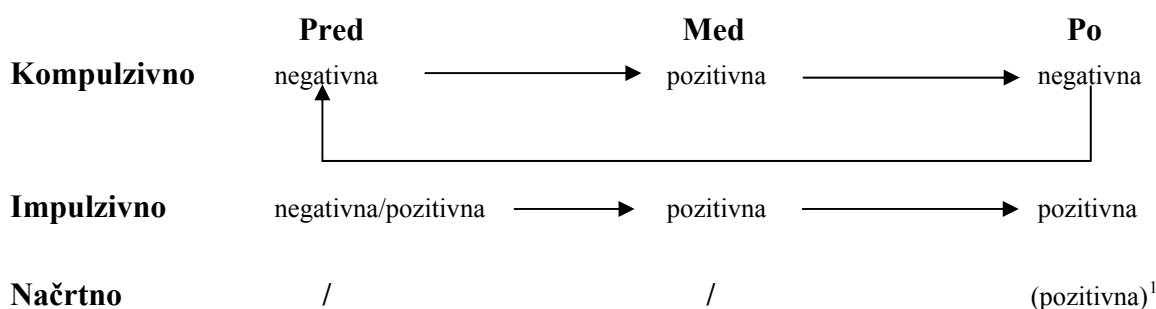 Pred Med Po
Kompulzivno negativna pozitivna negativna
Impulzivno negativna/pozitivna pozitivna pozitivna
Načrtno / / (pozitivna)¹